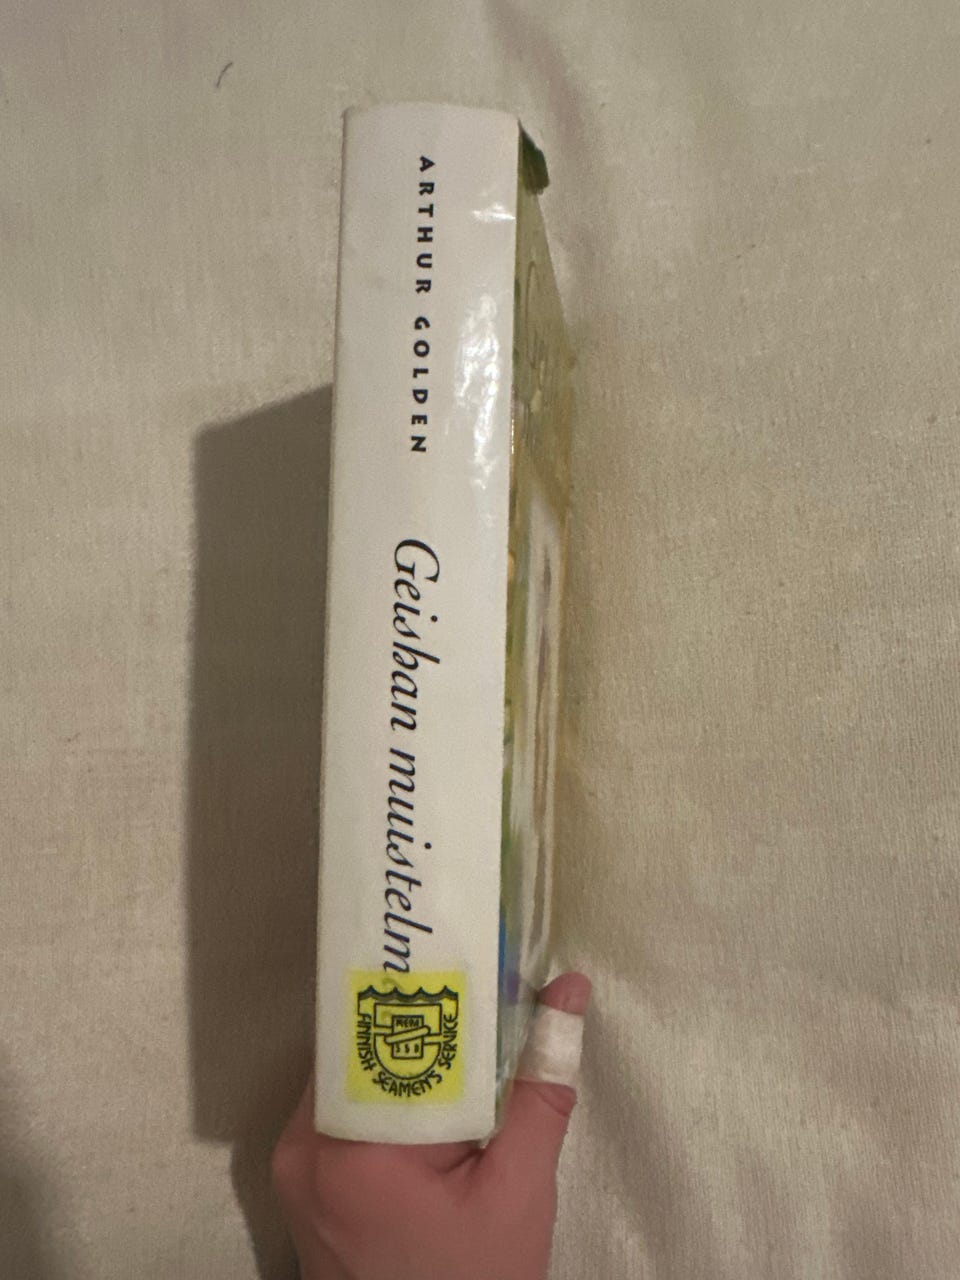 ARTHUR GOLDEN
Geishan muistelm
FINNISH SEAMEN'S SERVICE